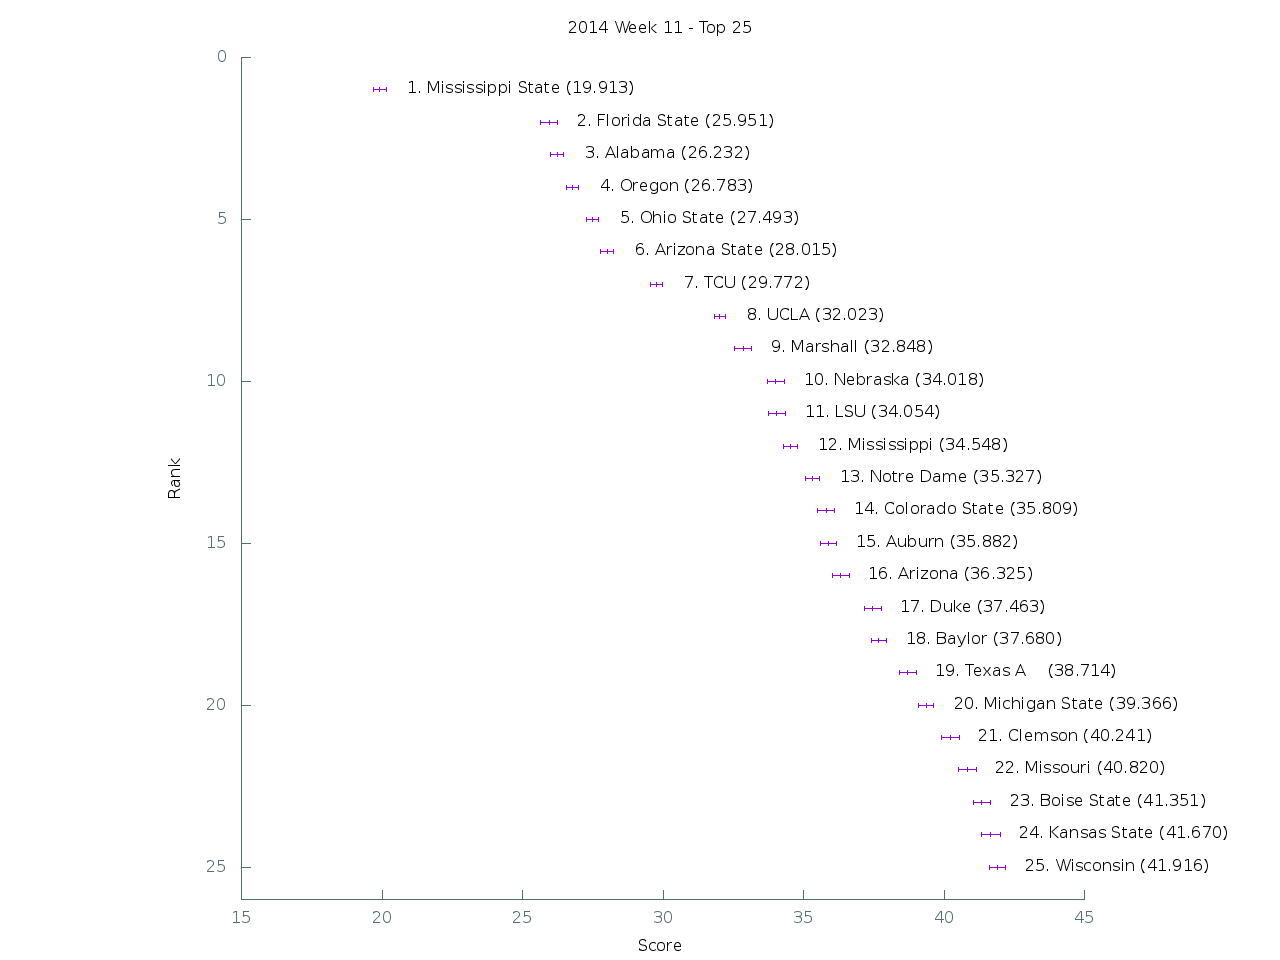 2014 Week 11 - Top 25
0
1. Mississippi State (19.913)
2. Florida State (25.951)
3. Alabama (26.232)
4. Oregon (26.783)
5
5. Ohio State (27.493)
6. Arizona State (28.015)
7. TCU (29.772)
8. UCLA (32.023)
9. Marshall (32.848)
10
10. Nebraska (34.018)
11. LSU (34.054)
12. Mississippi (34.548)
Rank
13. Notre Dame (35.327)
14. Colorado State (35.809)
15
15. Auburn (35.882)
16. Arizona (36.325)
17. Duke (37.463)
18. Baylor (37.680)
19. Texas A (38.714)
20
20. Michigan State (39.366)
21. Clemson (40.241)
22. Missouri (40.820)
23. Boise State (41.351)
24. Kansas State (41.670)
25
25. Wisconsin (41.916)
15 20 25 30 35 40 45
Score